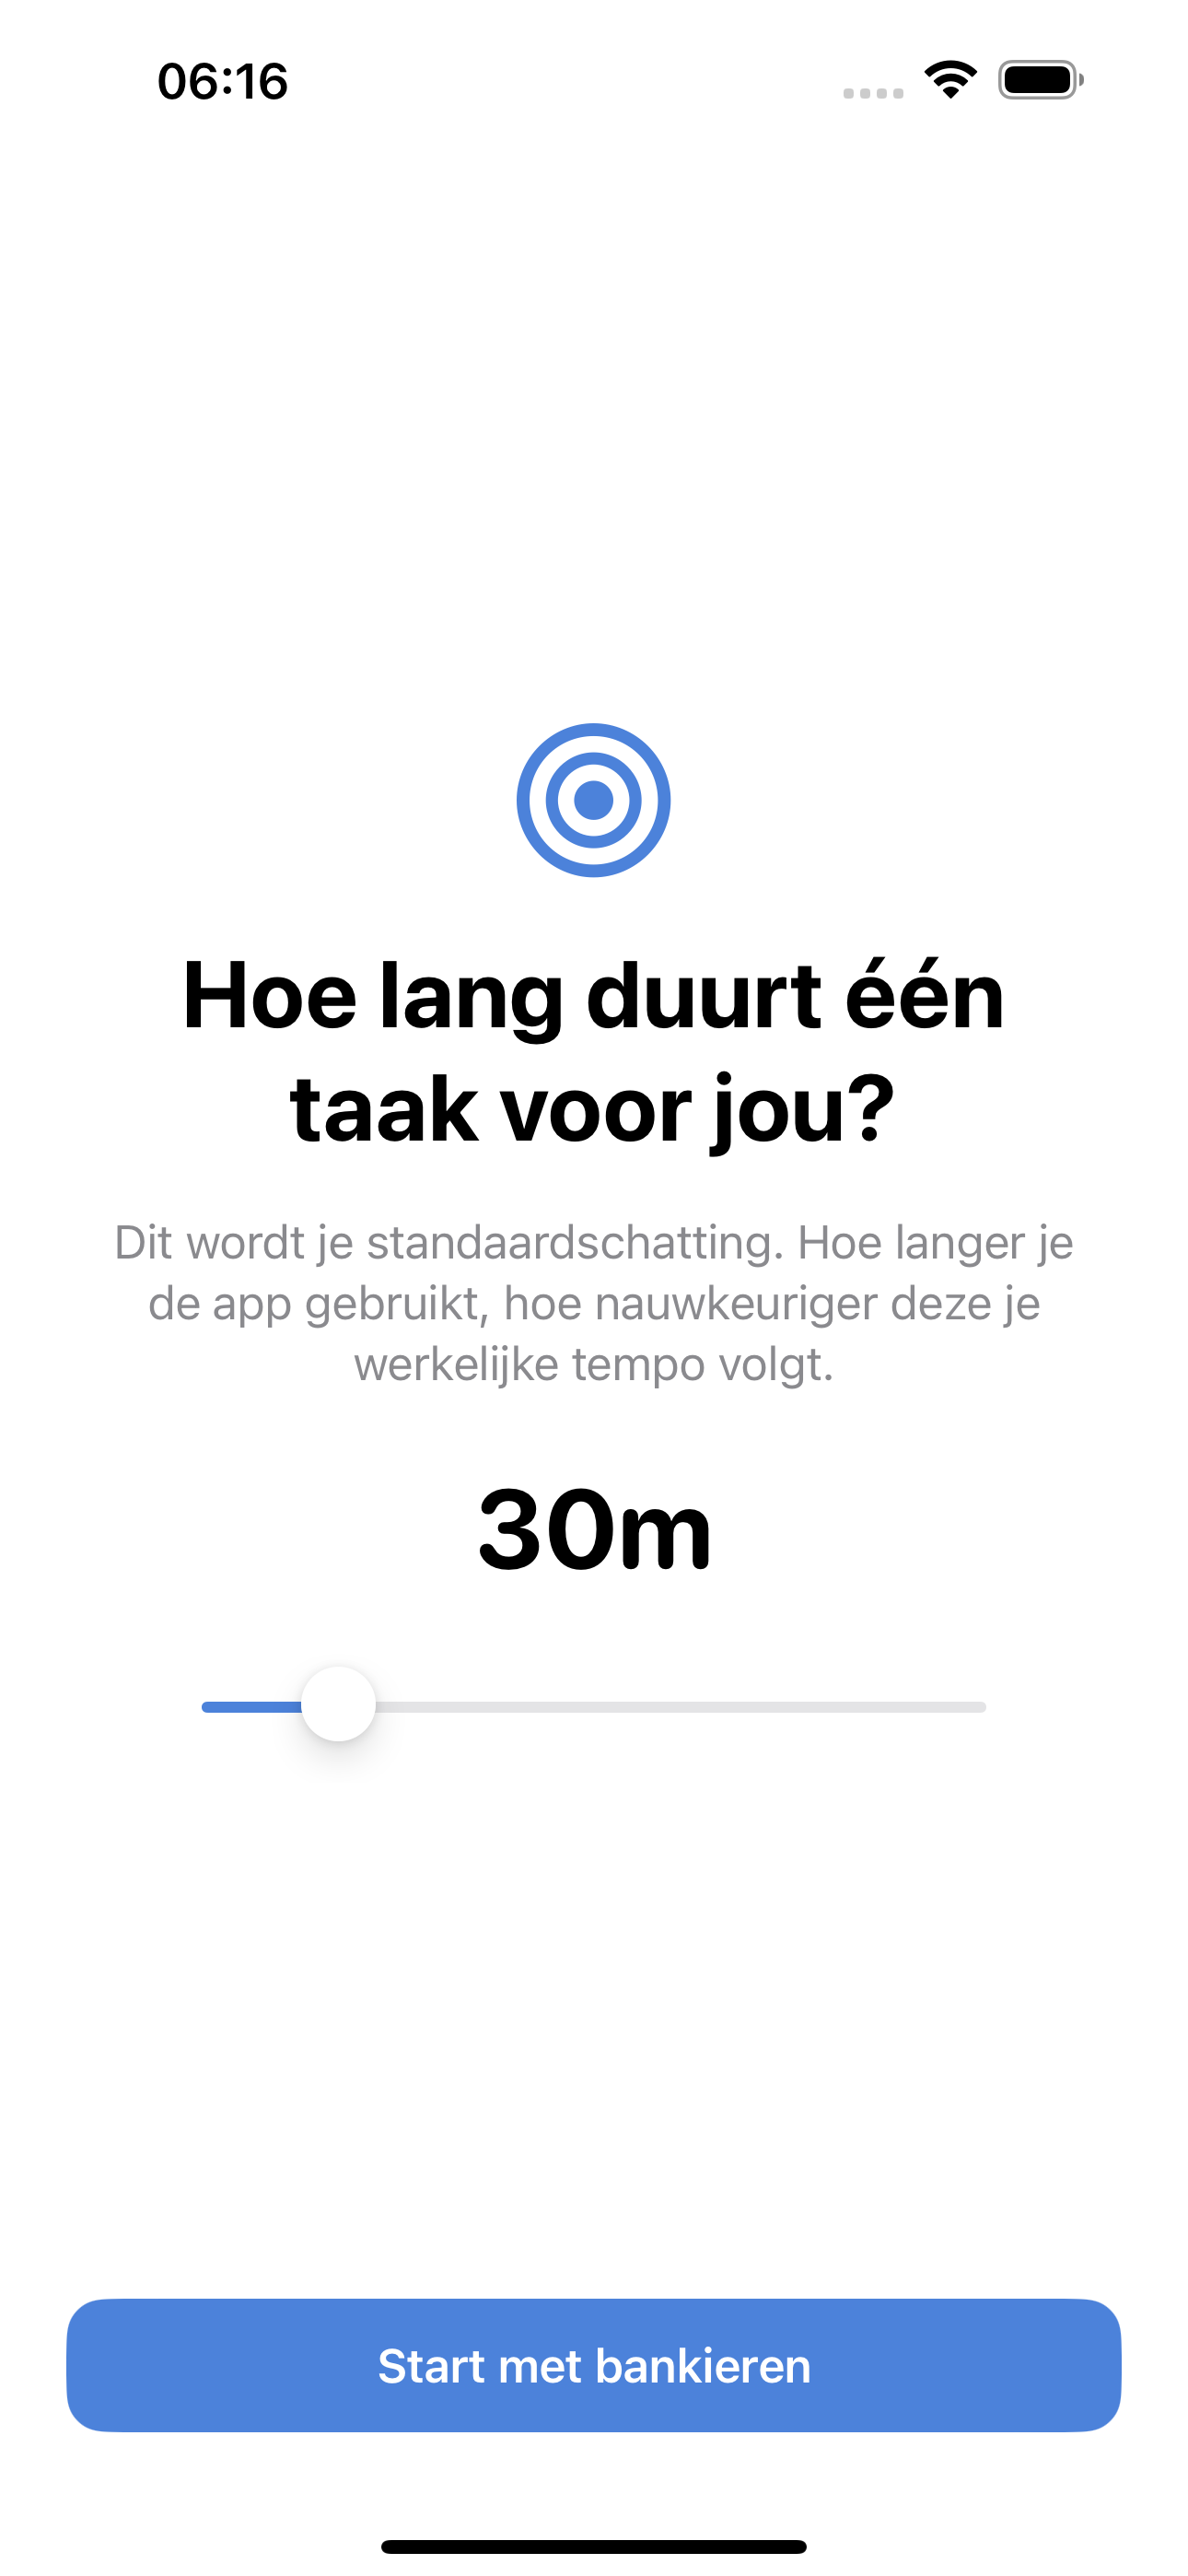 06:16
Hoe lang duurt één
taak voor jou?
Dit wordt je standaardschatting. Hoe langer je
de app gebruikt, hoe nauwkeuriger deze je
werkelijke tempo volgt.
30m
Start met bankieren